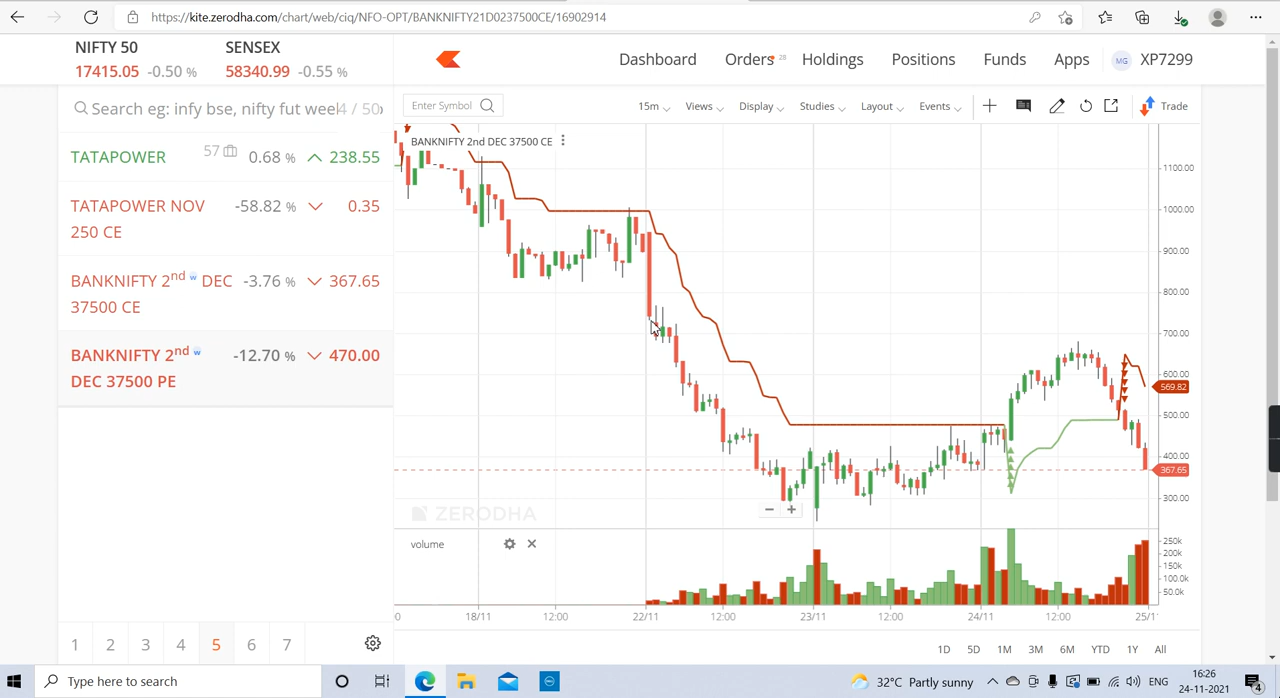 https://kite.zerodha.com/chart/web/ciq/NFO-OPT/BANKNIFTY21D0237500CE/16902914
NIFTY 50
17415.05 -0.50 %
SENSEX
58340.99 -0.55 %
Dashboard Orders 28 Holdings Positions Funds Apps MG XP7299
Search eg: infy bse, nifty fut weel 4 / 50
TATAPOWER 57 0.68 % 238.55
TATAPOWER NOV 250 CE -58.82 % 0.35
BANKNIFTY 2nd w DEC 37500 CE -3.76 % 367.65
BANKNIFTY 2nd w DEC 37500 PE -12.70 % 470.00
1 2 3 4 5 6 7
Enter Symbol 15m Views Display Studies Layout Events Trade
BANKNIFTY 2nd DEC 37500 CE
1100.00
1000.00
900.00
800.00
700.00
600.00
569.82
500.00
400.00
367.65
300.00
ZERODHA
volume
250k
200k
150k
100.0k
50.0k
0 18/11 12:00 22/11 12:00 23/11 12:00 24/11 12:00 25/1
1D 5D 1M 3M 6M YTD 1Y All
Type here to search
32°C Partly sunny
ENG
16:26
24-11-2021
4